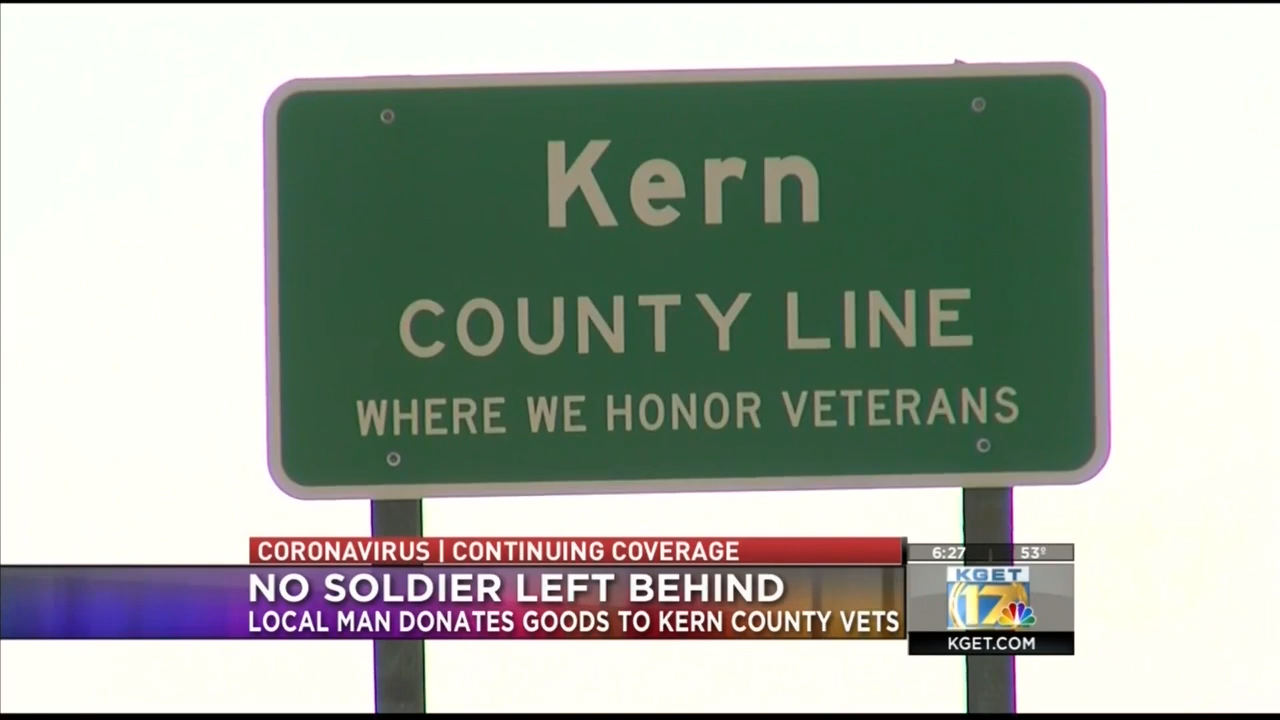 Kern
COUNTY LINE
WHERE WE HONOR VETERANS
CORONAVIRUS | CONTINUING COVERAGE
NO SOLDIER LEFT BEHIND
LOCAL MAN DONATES GOODS TO KERN COUNTY VETS
6:27 53°
KGET
17
KGET.COM